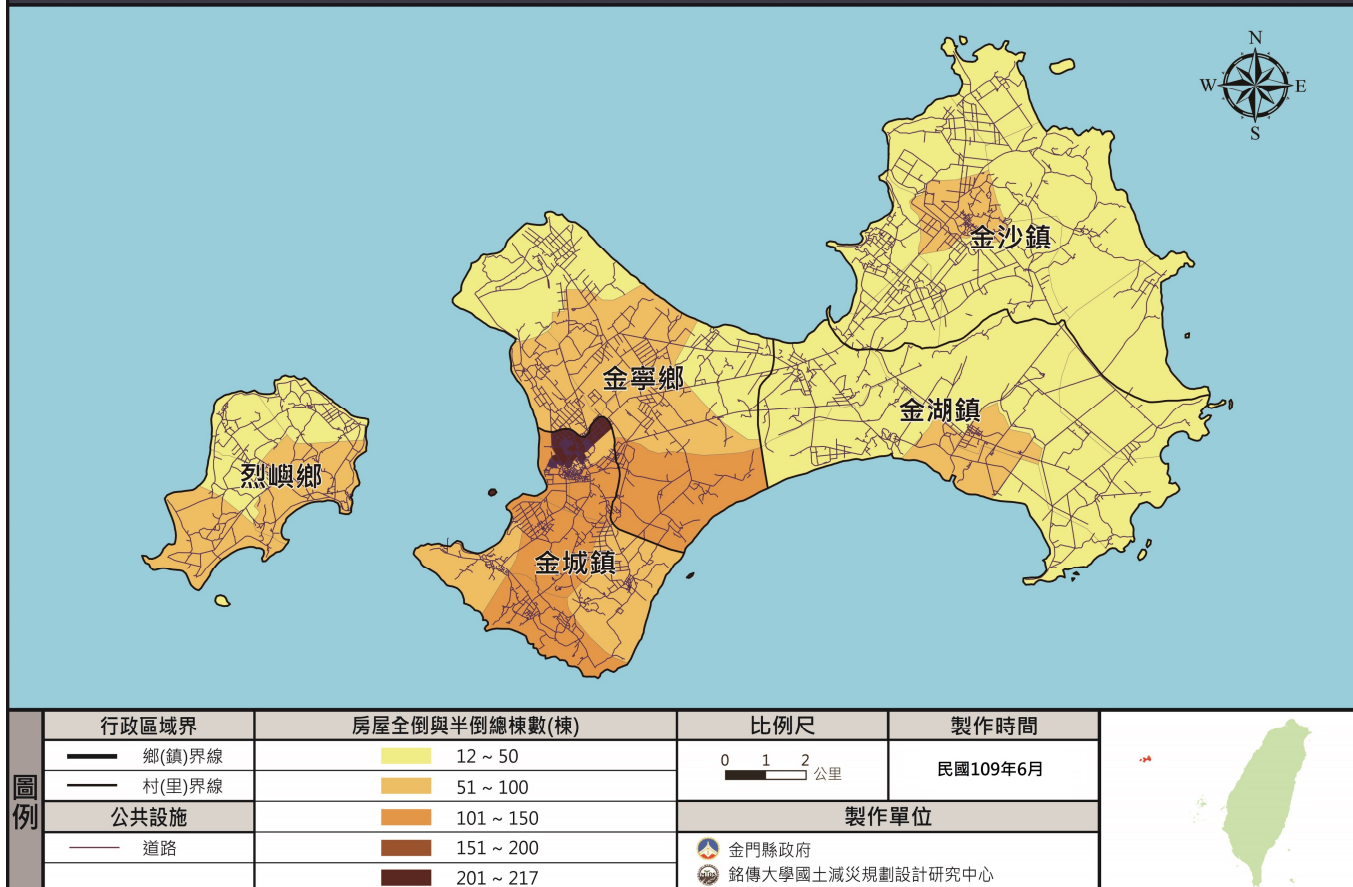 N
W E
S
金沙鎮
金寧鄉
金湖鎮
烈嶼鄉
金城鎮
圖例
行政區域界
鄉(鎮)界線
村(里)界線
公共設施
道路
房屋全倒與半倒總棟數(棟)
12 ~ 50
51 ~ 100
101 ~ 150
151 ~ 200
201 ~ 217
比例尺
0 1 2 公里
製作時間
民國109年6月
製作單位
金門縣政府
銘傳大學國土減災規劃設計研究中心